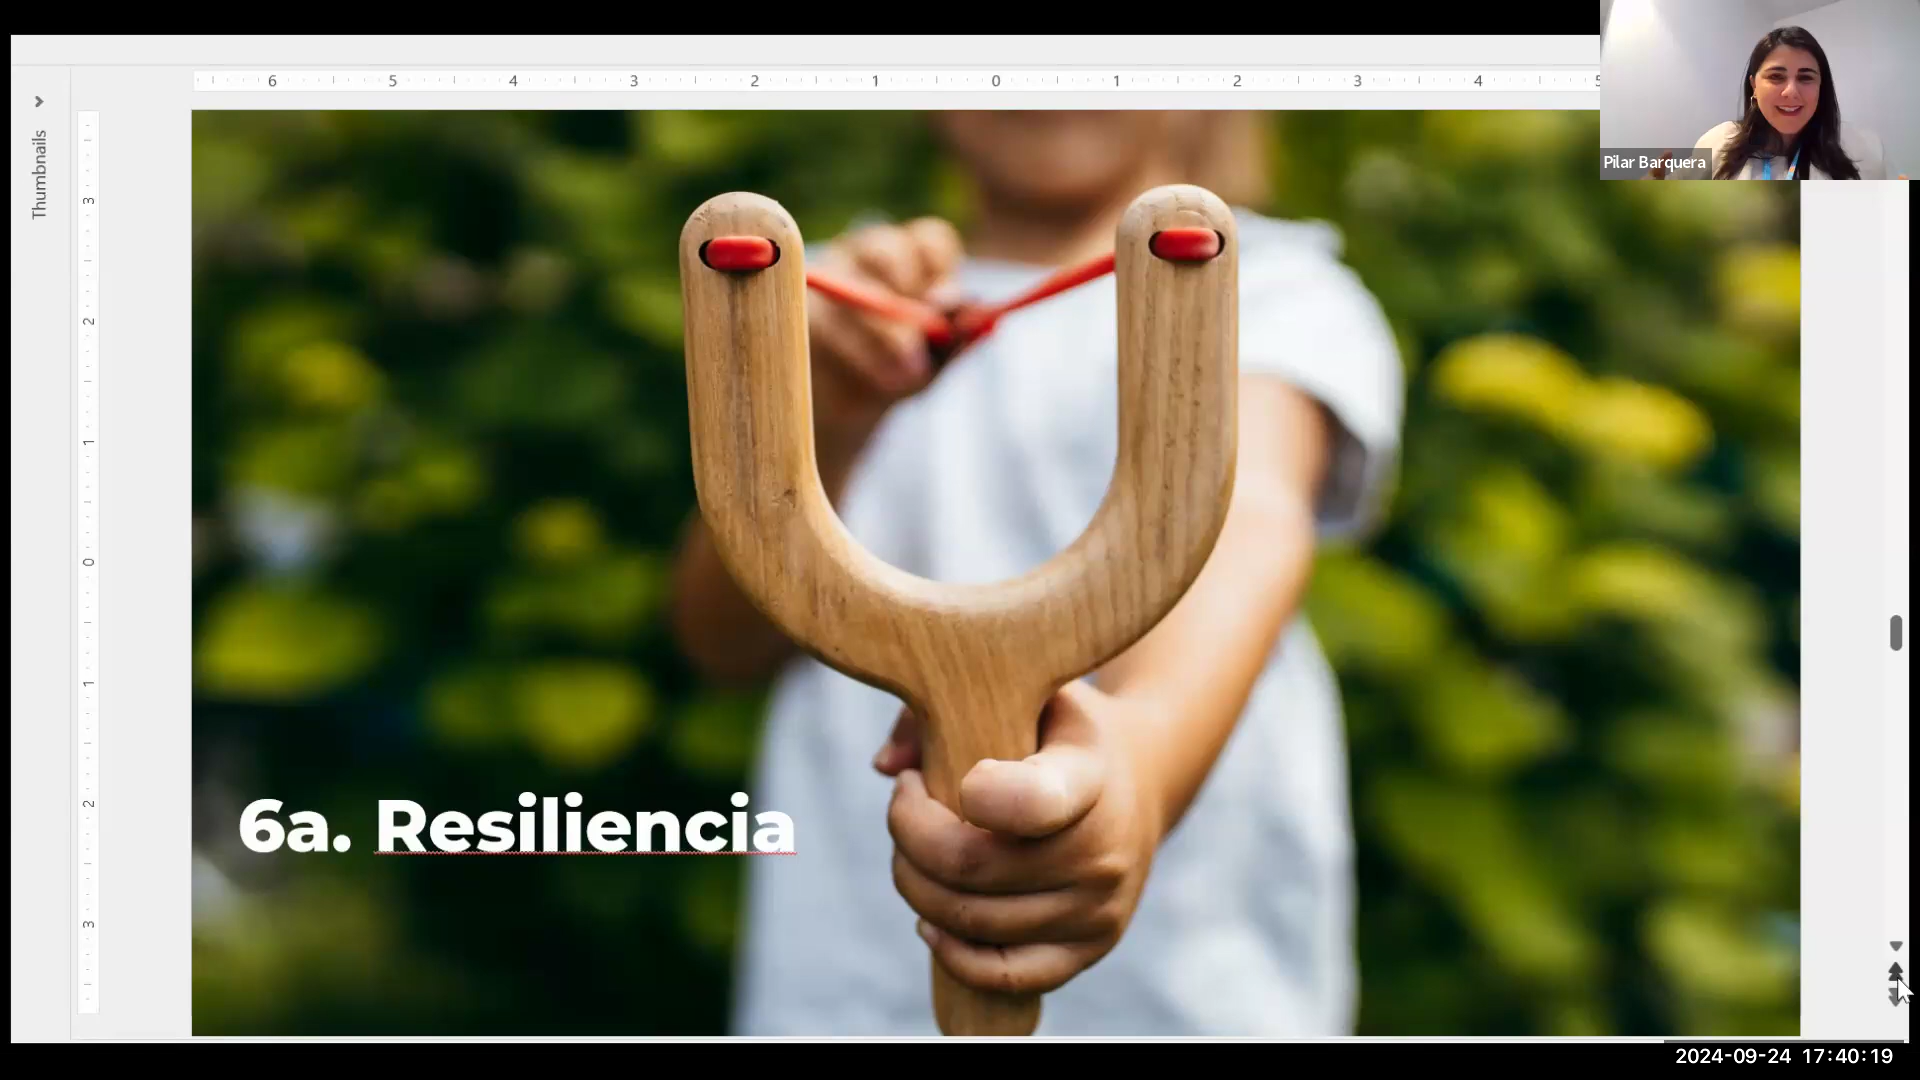 6 5 4 3 2 1 0 1 2 3 4
Pilar Barquera
Thumbnails
3
2
1
0
1
2
3
6a. Resiliencia
2024-09-24 17:40:19